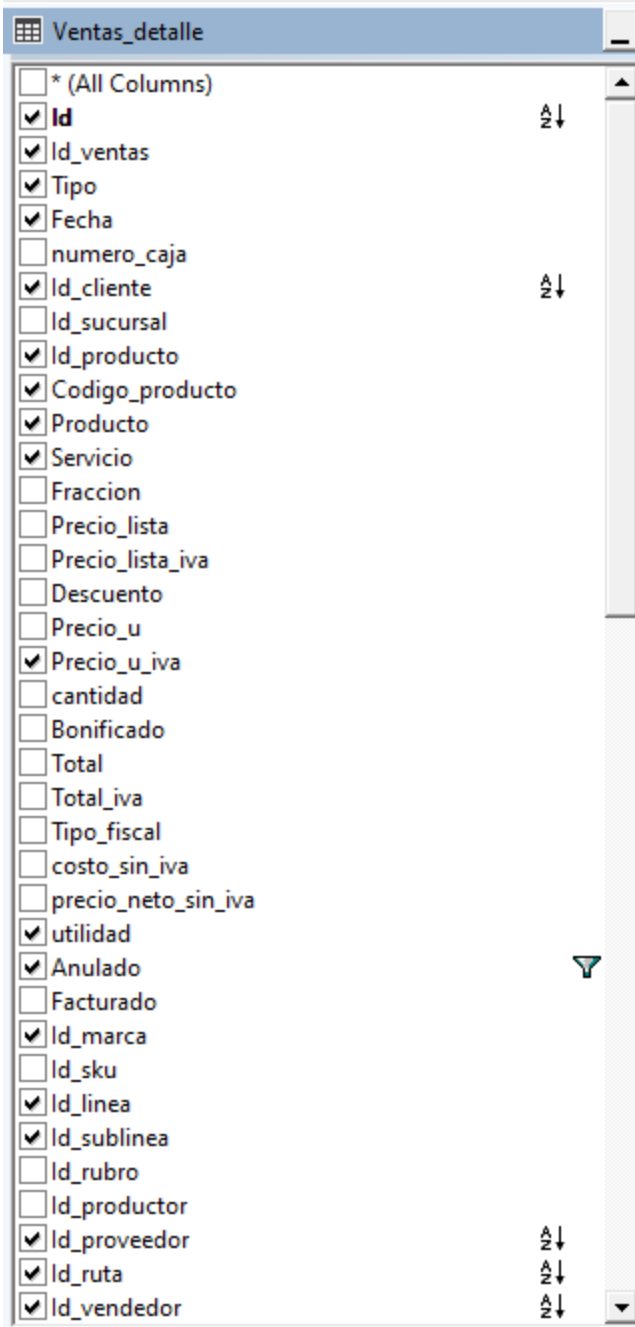 Ventas_detalle
* (All Columns)
Id
Id_ventas
Tipo
Fecha
numero_caja
Id_cliente
Id_sucursal
Id_producto
Codigo_producto
Producto
Servicio
Fraccion
Precio_lista
Precio_lista_iva
Descuento
Precio_u
Precio_u_iva
cantidad
Bonificado
Total
Total_iva
Tipo_fiscal
costo_sin_iva
precio_neto_sin_iva
utilidad
Anulado
Facturado
Id_marca
Id_sku
Id_linea
Id_sublinea
Id_rubro
Id_productor
Id_proveedor
Id_ruta
Id_vendedor